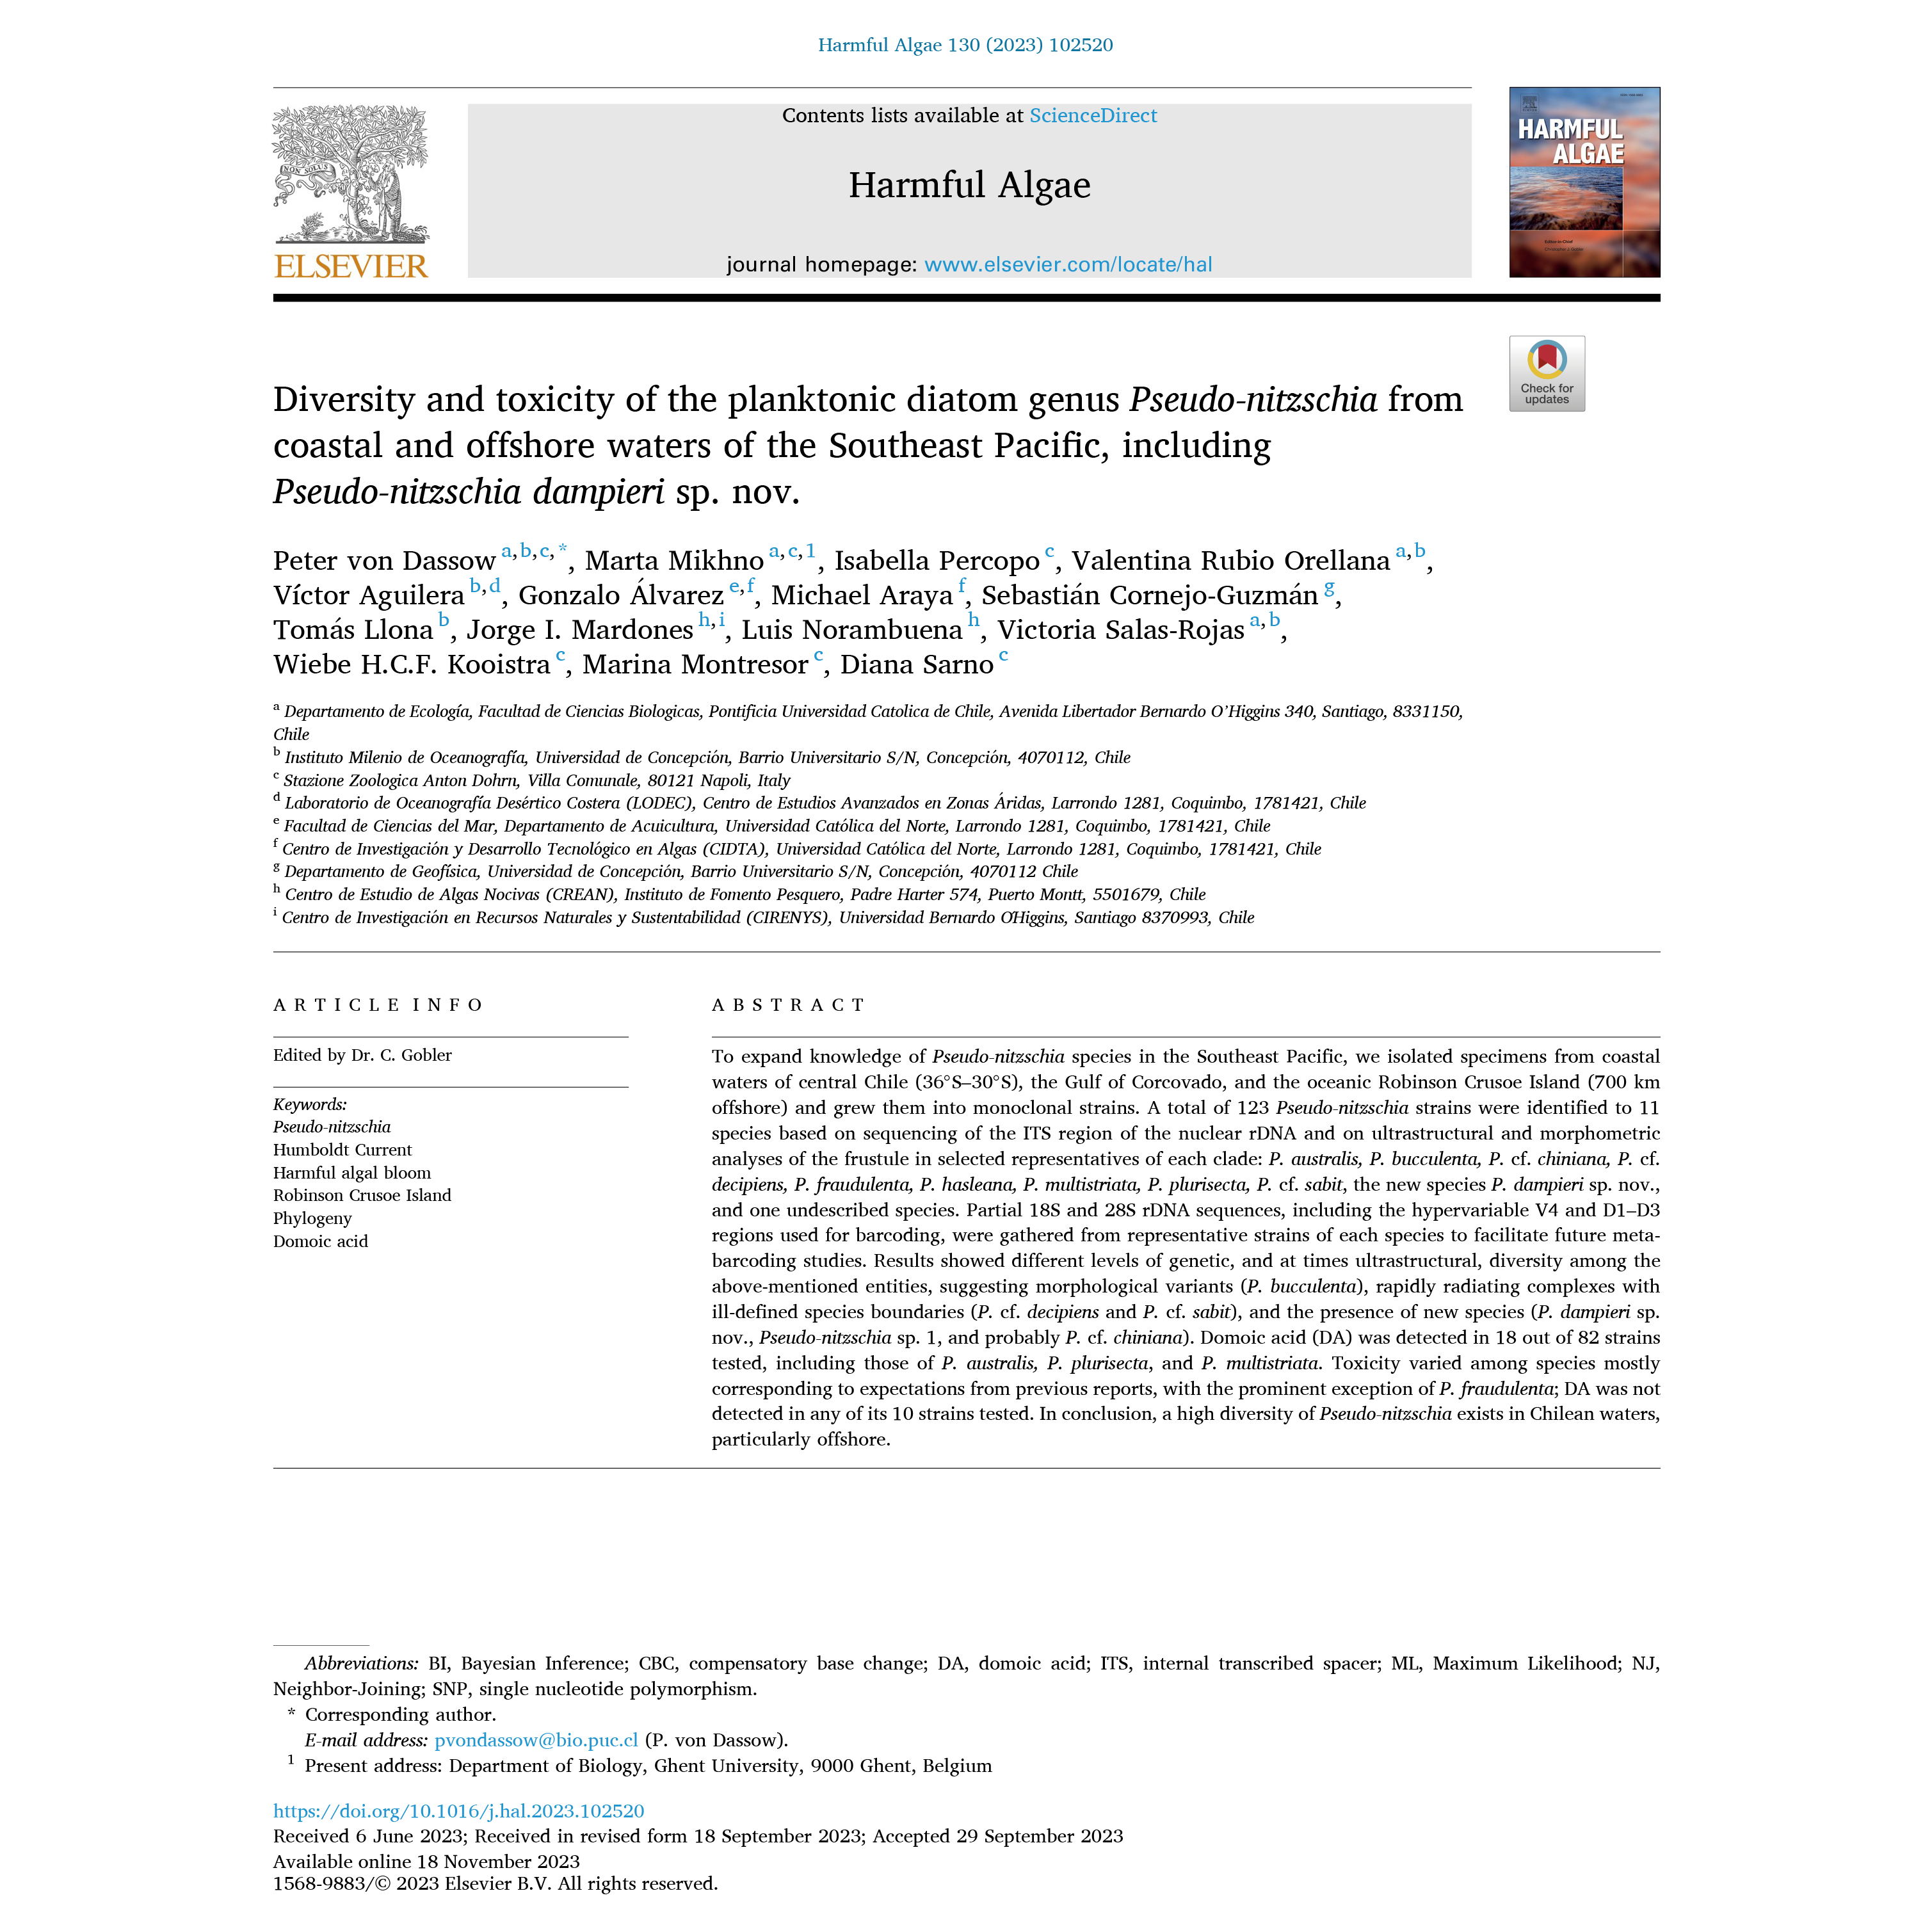 Harmful Algae 130 (2023) 102520
Contents lists available at ScienceDirect
Harmful Algae
journal homepage: www.elsevier.com/locate/hal
NON SOLUS
ELSEVIER
HARMFUL
ALGAE
Check for
updates
Diversity and toxicity of the planktonic diatom genus Pseudo-nitzschia from
coastal and offshore waters of the Southeast Pacific, including
Pseudo-nitzschia dampieri sp. nov.
Peter von Dassow a,b,c,*, Marta Mikhno a,c,1, Isabella Percopo c, Valentina Rubio Orellana a,b,
Víctor Aguilera b,d, Gonzalo Álvarez e,f, Michael Araya f, Sebastián Cornejo-Guzmán g,
Tomás Llona b, Jorge I. Mardones h,i, Luis Norambuena h, Victoria Salas-Rojas a,b,
Wiebe H.C.F. Kooistra c, Marina Montresor c, Diana Sarno c
a Departamento de Ecología, Facultad de Ciencias Biologicas, Pontificia Universidad Catolica de Chile, Avenida Libertador Bernardo O'Higgins 340, Santiago, 8331150,
Chile
b Instituto Milenio de Oceanografía, Universidad de Concepción, Barrio Universitario S/N, Concepción, 4070112, Chile
c Stazione Zoologica Anton Dohrn, Villa Comunale, 80121 Napoli, Italy
d Laboratorio de Oceanografía Desértico Costera (LODEC), Centro de Estudios Avanzados en Zonas Áridas, Larrondo 1281, Coquimbo, 1781421, Chile
e Facultad de Ciencias del Mar, Departamento de Acuicultura, Universidad Católica del Norte, Larrondo 1281, Coquimbo, 1781421, Chile
f Centro de Investigación y Desarrollo Tecnológico en Algas (CIDTA), Universidad Católica del Norte, Larrondo 1281, Coquimbo, 1781421, Chile
g Departamento de Geofísica, Universidad de Concepción, Barrio Universitario S/N, Concepción, 4070112 Chile
h Centro de Estudio de Algas Nocivas (CREAN), Instituto de Fomento Pesquero, Padre Harter 574, Puerto Montt, 5501679, Chile
i Centro de Investigación en Recursos Naturales y Sustentabilidad (CIRENYS), Universidad Bernardo O'Higgins, Santiago 8370993, Chile
ARTICLE INFO
Edited by Dr. C. Gobler
Keywords:
Pseudo-nitzschia
Humboldt Current
Harmful algal bloom
Robinson Crusoe Island
Phylogeny
Domoic acid
ABSTRACT
To expand knowledge of Pseudo-nitzschia species in the Southeast Pacific, we isolated specimens from coastal
waters of central Chile (36°S–30°S), the Gulf of Corcovado, and the oceanic Robinson Crusoe Island (700 km
offshore) and grew them into monoclonal strains. A total of 123 Pseudo-nitzschia strains were identified to 11
species based on sequencing of the ITS region of the nuclear rDNA and on ultrastructural and morphometric
analyses of the frustule in selected representatives of each clade: P. australis, P. bucculenta, P. cf. chiniana, P. cf.
decipiens, P. fraudulenta, P. hasleana, P. multistriata, P. plurisecta, P. cf. sabit, the new species P. dampieri sp. nov.,
and one undescribed species. Partial 18S and 28S rDNA sequences, including the hypervariable V4 and D1–D3
regions used for barcoding, were gathered from representative strains of each species to facilitate future meta-
barcoding studies. Results showed different levels of genetic, and at times ultrastructural, diversity among the
above-mentioned entities, suggesting morphological variants (P. bucculenta), rapidly radiating complexes with
ill-defined species boundaries (P. cf. decipiens and P. cf. sabit), and the presence of new species (P. dampieri sp.
nov., Pseudo-nitzschia sp. 1, and probably P. cf. chiniana). Domoic acid (DA) was detected in 18 out of 82 strains
tested, including those of P. australis, P. plurisecta, and P. multistriata. Toxicity varied among species mostly
corresponding to expectations from previous reports, with the prominent exception of P. fraudulenta; DA was not
detected in any of its 10 strains tested. In conclusion, a high diversity of Pseudo-nitzschia exists in Chilean waters,
particularly offshore.
Abbreviations: BI, Bayesian Inference; CBC, compensatory base change; DA, domoic acid; ITS, internal transcribed spacer; ML, Maximum Likelihood; NJ,
Neighbor-Joining; SNP, single nucleotide polymorphism.
* Corresponding author.
E-mail address: pvondassow@bio.puc.cl (P. von Dassow).
1 Present address: Department of Biology, Ghent University, 9000 Ghent, Belgium
https://doi.org/10.1016/j.hal.2023.102520
Received 6 June 2023; Received in revised form 18 September 2023; Accepted 29 September 2023
Available online 18 November 2023
1568-9883/© 2023 Elsevier B.V. All rights reserved.